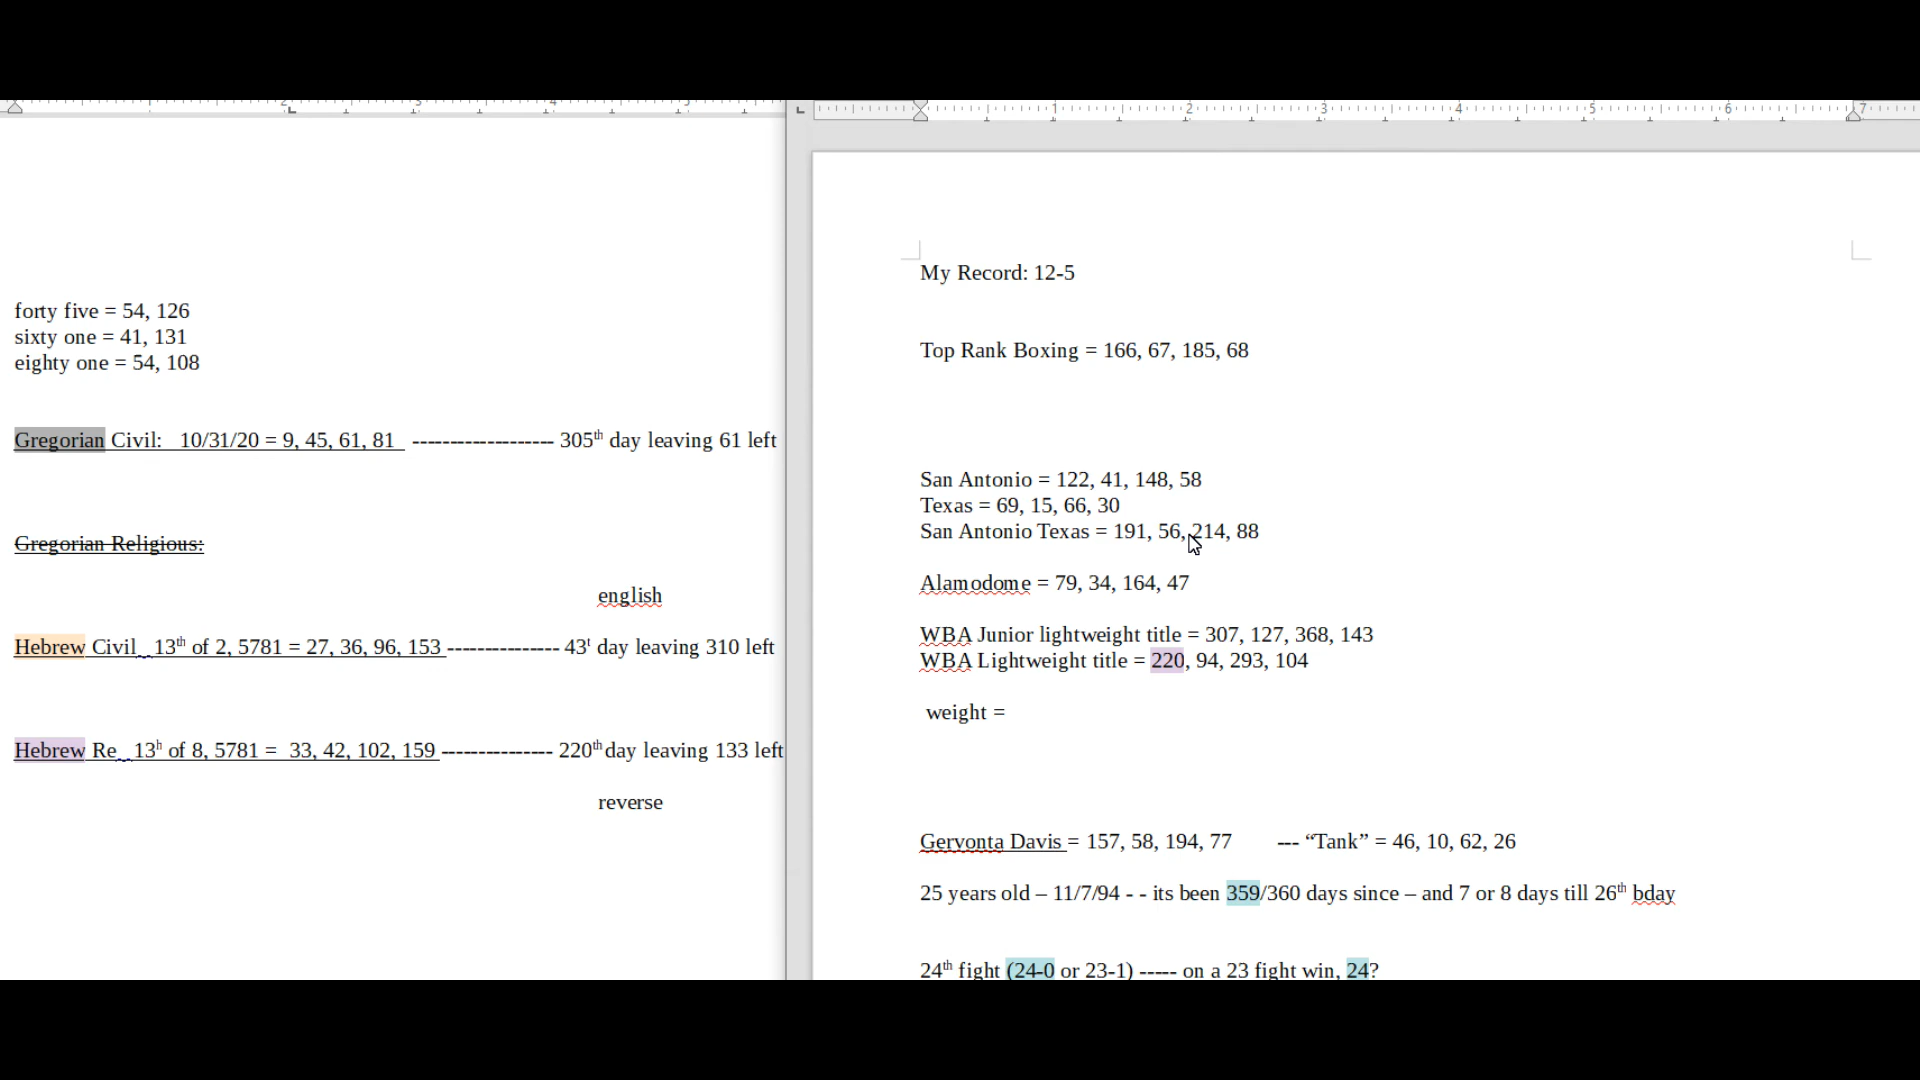 forty five = 54, 126
sixty one = 41, 131
eighty one = 54, 108
Gregorian Civil: 10/31/20 = 9, 45, 61, 81 ------------------- 305th day leaving 61 left
Gregorian Religious:
english
Hebrew Civil 13th of 2, 5781 = 27, 36, 96, 153 --------------- 43t day leaving 310 left
Hebrew Re 13h of 8, 5781 = 33, 42, 102, 159 --------------- 220th day leaving 133 left
reverse
My Record: 12-5
Top Rank Boxing = 166, 67, 185, 68
San Antonio = 122, 41, 148, 58
Texas = 69, 15, 66, 30
San Antonio Texas = 191, 56, 214, 88
Alamodome = 79, 34, 164, 47
WBA Junior lightweight title = 307, 127, 368, 143
WBA Lightweight title = 220, 94, 293, 104
weight =
Gervonta Davis = 157, 58, 194, 77 --- “Tank” = 46, 10, 62, 26
25 years old – 11/7/94 - - its been 359/360 days since – and 7 or 8 days till 26th bday
24th fight (24-0 or 23-1) ----- on a 23 fight win, 24?